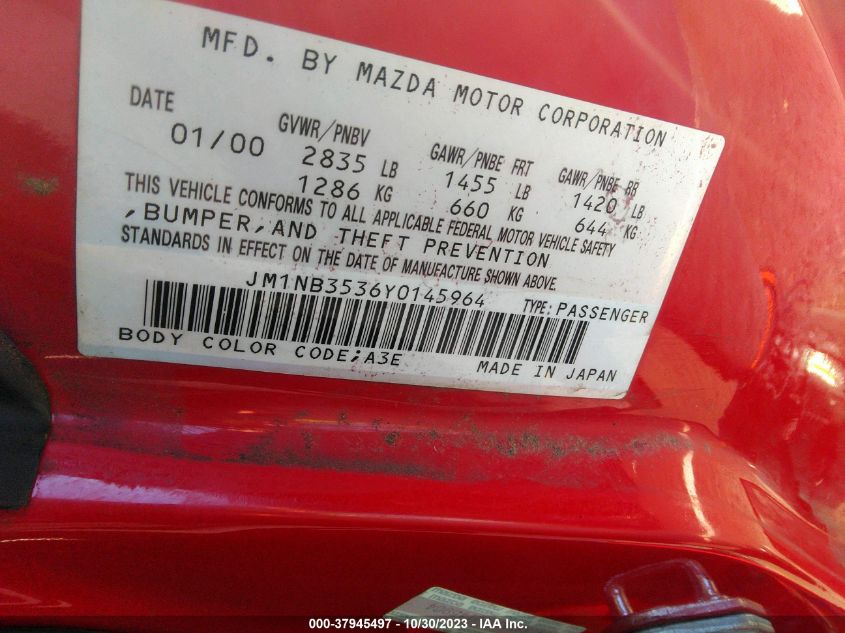 MFD. BY MAZDA MOTOR CORPORATION
DATE GVWR/PNBV GAWR/PNBE FRT GAWR/PNBE RR
01/00 2835 LB 1455 LB 1420 LB
1286 KG 660 KG 644 KG
THIS VEHICLE CONFORMS TO ALL APPLICABLE FEDERAL MOTOR VEHICLE SAFETY
,BUMPER,AND THEFT PREVENTION
STANDARDS IN EFFECT ON THE DATE OF MANUFACTURE SHOWN ABOVE.
JM1NB3536Y0145964 TYPE: PASSENGER
BODY COLOR CODE;A3E MADE IN JAPAN
000-37945497 - 10/30/2023 - IAA Inc.